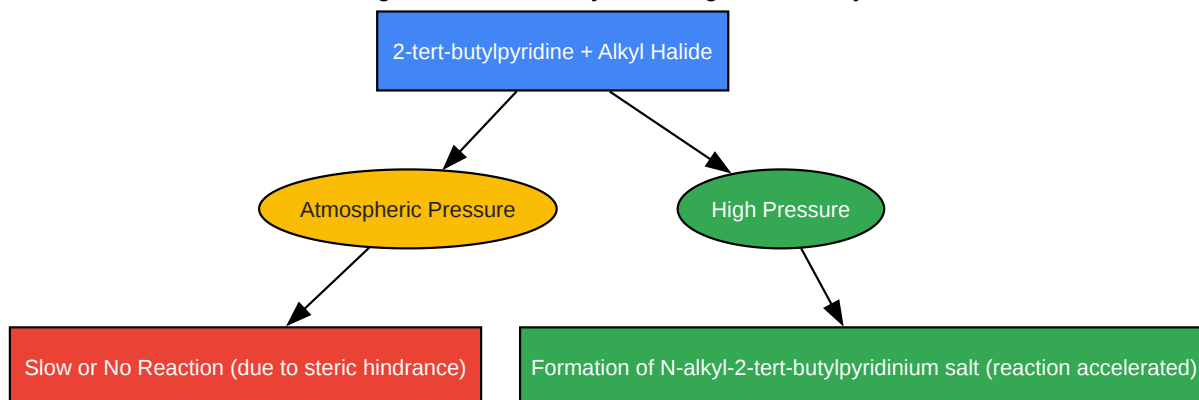 2-tert-butylpyridine + Alkyl Halide
Atmospheric Pressure
High Pressure
Slow or No Reaction (due to steric hindrance)
Formation of N-alkyl-2-tert-butylpyridinium salt (reaction accelerated)